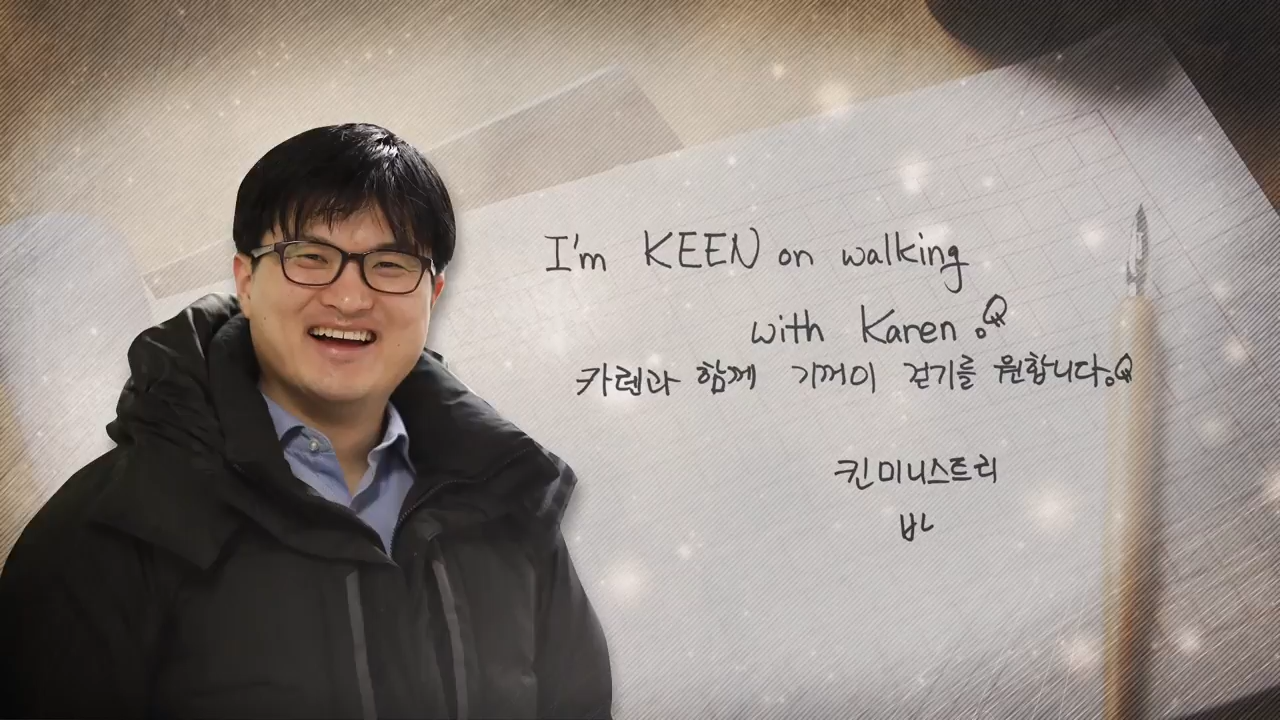 I'm KEEN on walking
with Karen.
카렌과 함께 기꺼이 걷기를 원합니다.
킨미니스트리